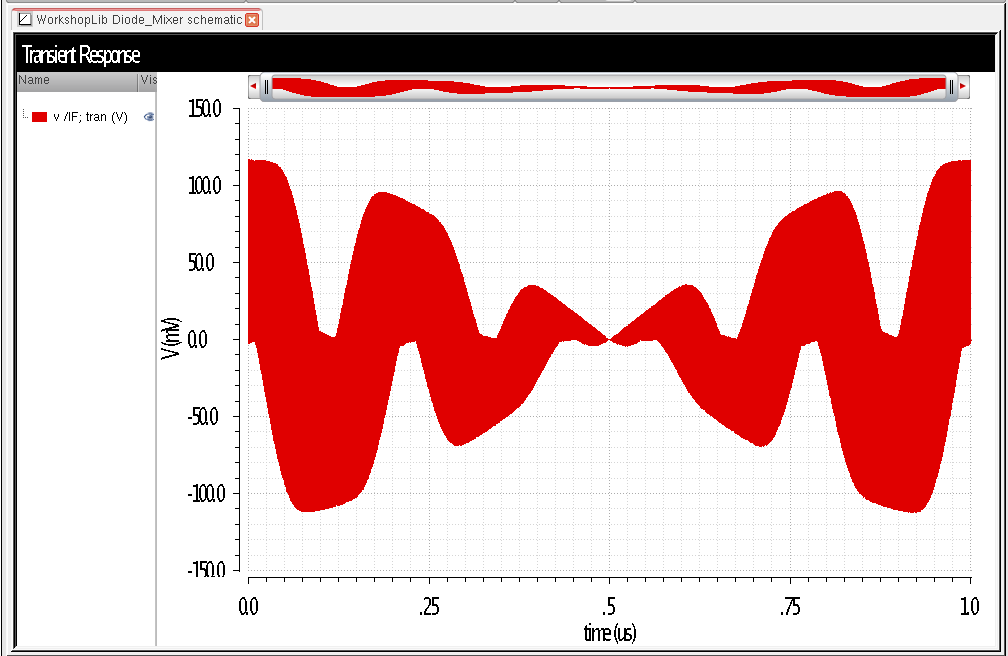 WorkshopLib Diode_Mixer schematic
Transient Response
Name Vis
v /IF; tran (V)
150.0
100.0
50.0
0.0
-50.0
-100.0
-150.0
V (mV)
0.0 .25 .5 .75 1.0
time (us)